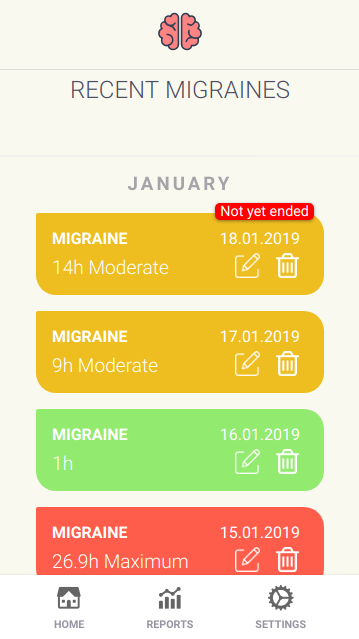 RECENT MIGRAINES
JANUARY
Not yet ended
MIGRAINE 18.01.2019
14h Moderate
MIGRAINE 17.01.2019
9h Moderate
MIGRAINE 16.01.2019
1h
MIGRAINE 15.01.2019
26.9h Maximum
HOME REPORTS SETTINGS